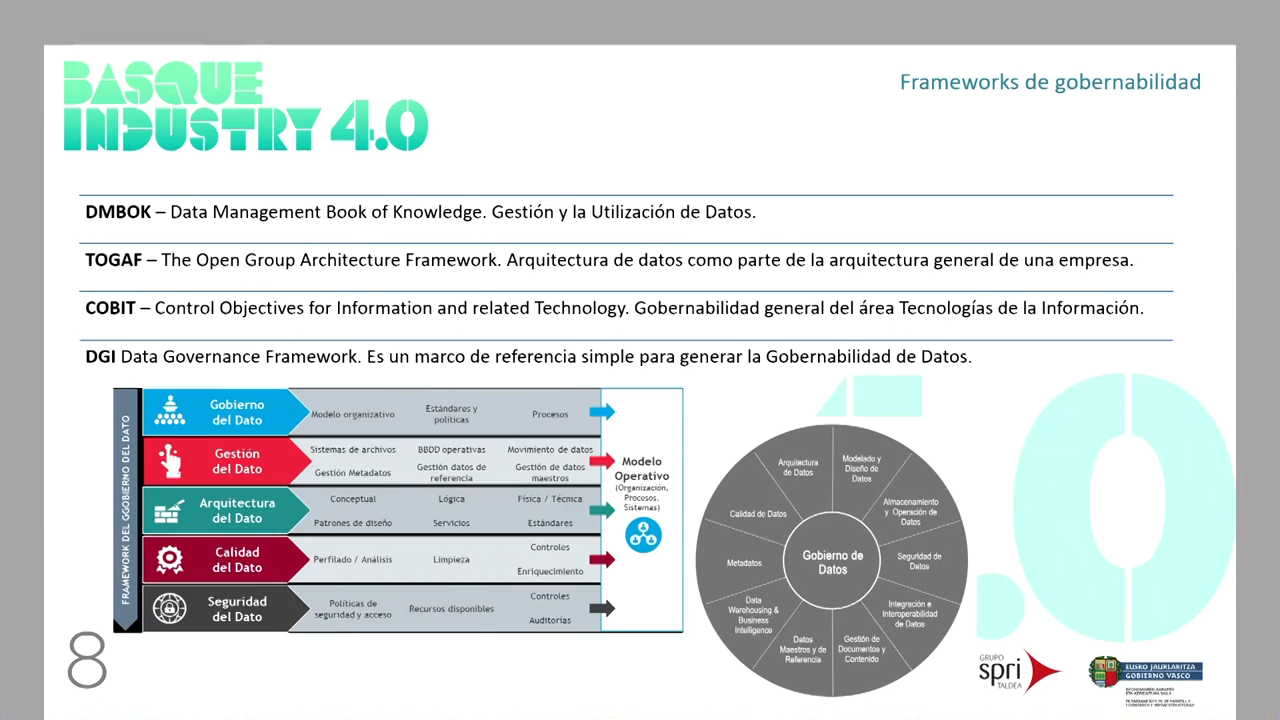 BASQUE
INDUSTRY 4.0
Frameworks de gobernabilidad
DMBOK – Data Management Book of Knowledge. Gestión y la Utilización de Datos.
TOGAF – The Open Group Architecture Framework. Arquitectura de datos como parte de la arquitectura general de una empresa.
COBIT – Control Objectives for Information and related Technology. Gobernabilidad general del área Tecnologías de la Información.
DGI Data Governance Framework. Es un marco de referencia simple para generar la Gobernabilidad de Datos.
FRAMEWORK DEL GGOBIERNO DEL DATO
Gobierno
del Dato
Modelo organizativo
Estándares y
políticas
Procesos
Gestión
del Dato
Sistemas de archivos
BBDD operativas
Movimiento de datos
Gestión Metadatos
Gestión datos de
referencia
Gestión de datos
maestros
Arquitectura
del Dato
Conceptual
Lógica
Física / Técnica
Patrones de diseño
Servicios
Estándares
Calidad
del Dato
Perfilado / Análisis
Limpieza
Controles
Enriquecimiento
Seguridad
del Dato
Políticas de
seguridad y acceso
Recursos disponibles
Controles
Auditorías
Modelo
Operativo
(Organización,
Procesos,
Sistemas)
Gobierno de
Datos
Arquitectura
de Datos
Modelado y
Diseño de
Datos
Almacenamiento
y Operación de
Datos
Seguridad de
Datos
Integración e
Interoperabilidad
de Datos
Gestión de
Documentos y
Contenido
Datos
Maestros y de
Referencia
Data
Warehousing &
Business
Intelligence
Metadatos
Calidad de Datos
8
GRUPO
spri
TALDEA
EUSKO JAURLARITZA
GOBIERNO VASCO